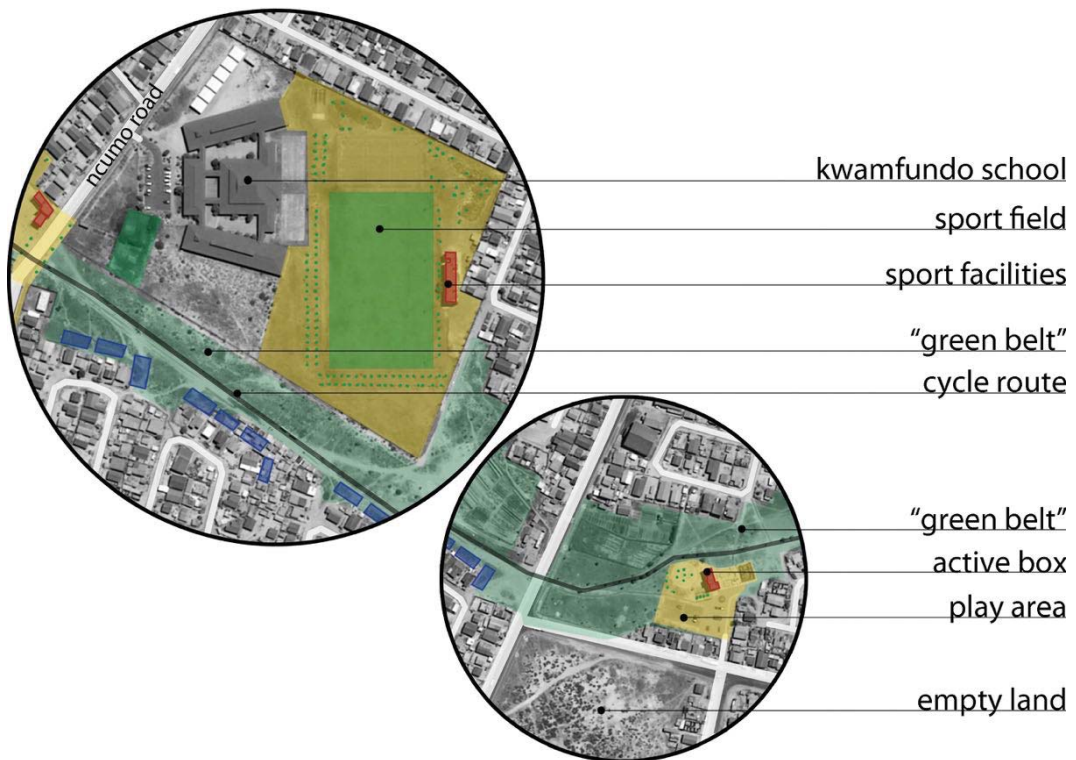 ncumo road
kwamfundo school
sport field
sport facilities
“green belt”
cycle route
“green belt”
active box
play area
empty land